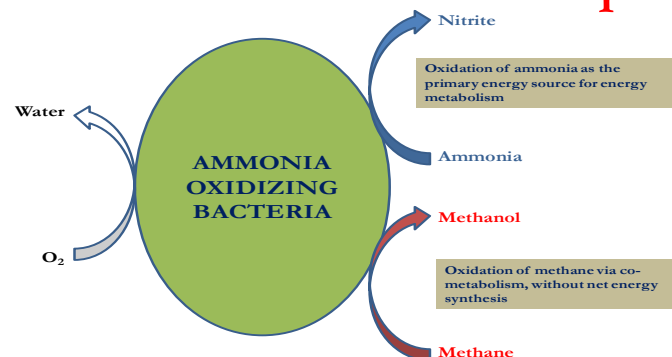 Nitrite
Oxidation of ammonia as the
primary energy source for energy
metabolism
Water
AMMONIA
OXIDIZING
BACTERIA
Ammonia
Methanol
O₂
Oxidation of methane via co-
metabolism, without net energy
synthesis
Methane